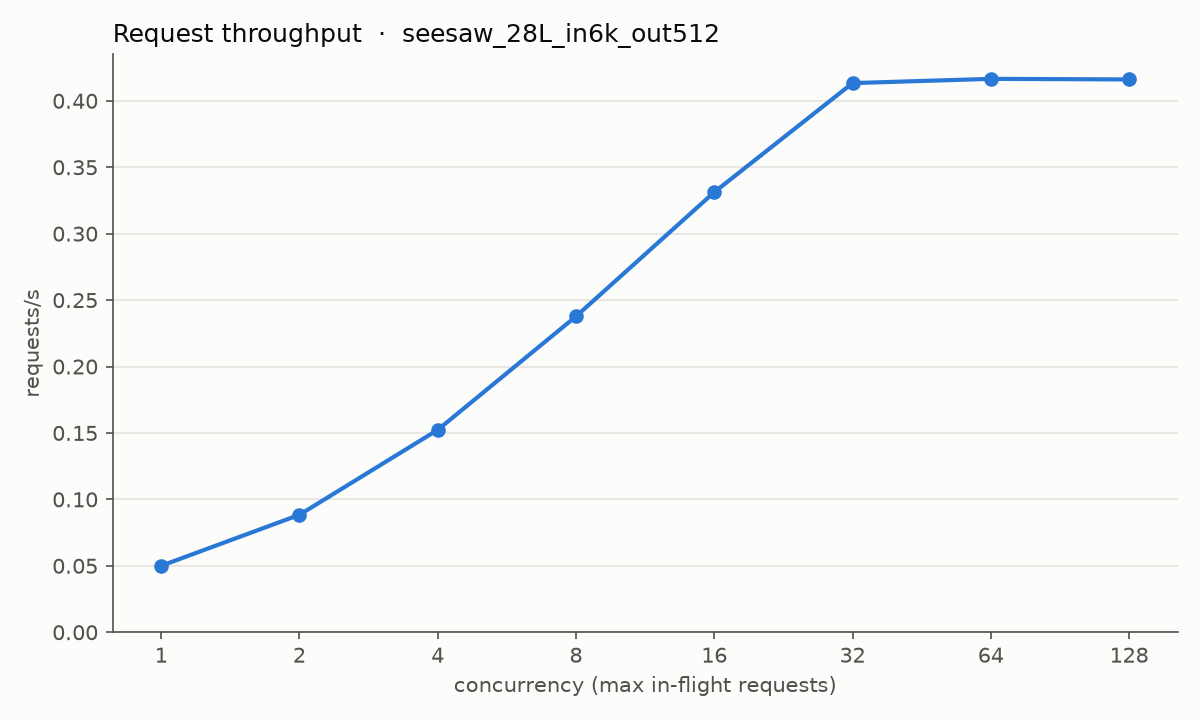 Request throughput · seesaw_28L_in6k_out512
requests/s
0.40
0.35
0.30
0.25
0.20
0.15
0.10
0.05
0.00
1 2 4 8 16 32 64 128
concurrency (max in-flight requests)